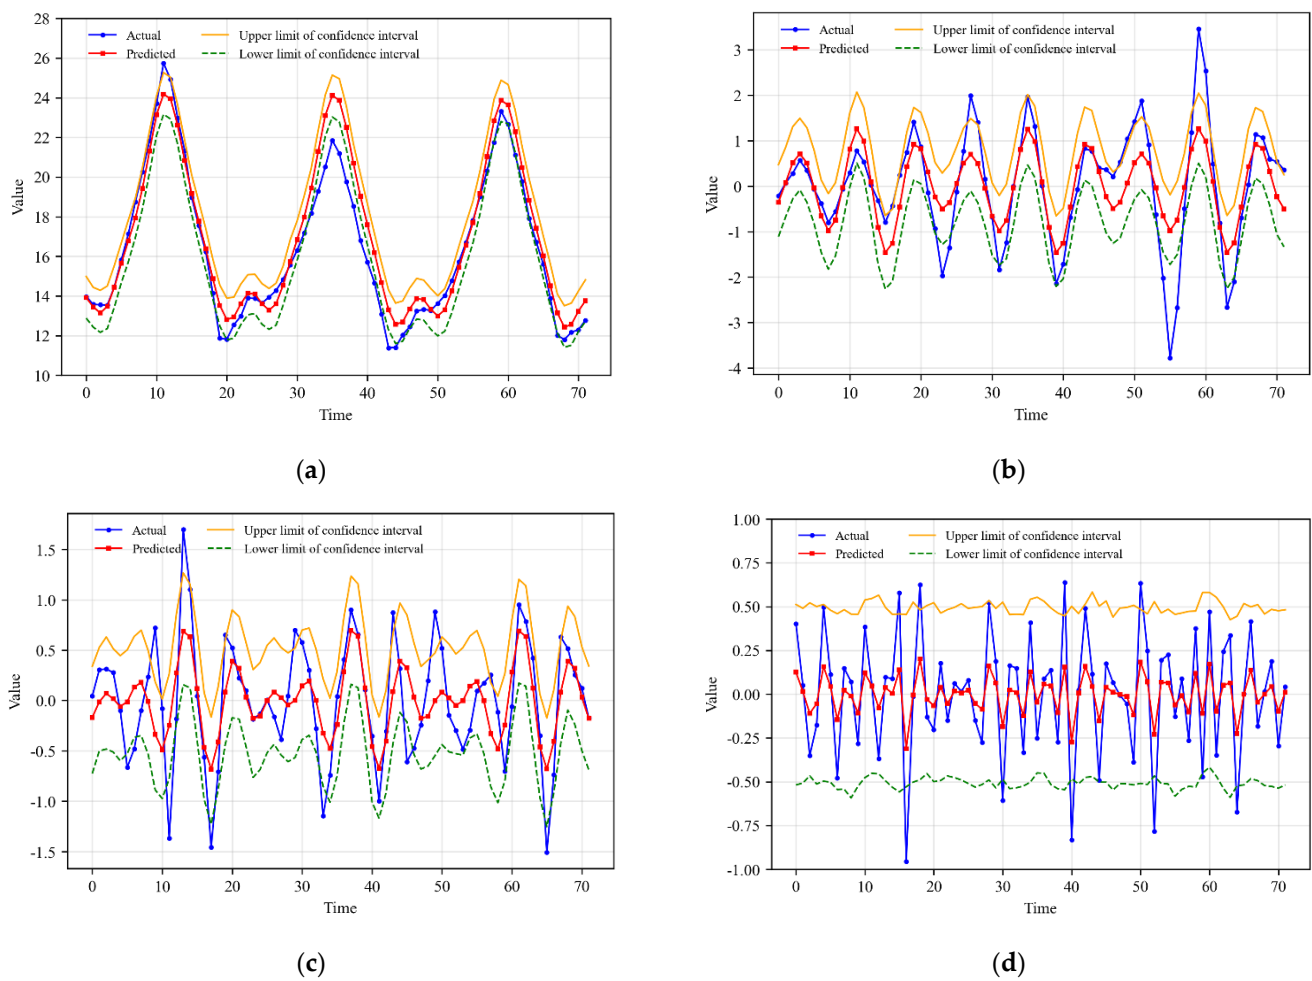 28
26
24
22
20
18
16
14
12
10
Value
Actual
Predicted
Upper limit of confidence interval
Lower limit of confidence interval
0 10 20 30 40 50 60 70
Time
(a)
3
2
1
0
-1
-2
-3
-4
Value
Actual
Predicted
Upper limit of confidence interval
Lower limit of confidence interval
0 10 20 30 40 50 60 70
Time
(b)
1.5
1.0
0.5
0.0
-0.5
-1.0
-1.5
Value
Actual
Predicted
Upper limit of confidence interval
Lower limit of confidence interval
0 10 20 30 40 50 60 70
Time
(c)
1.00
0.75
0.50
0.25
0.00
-0.25
-0.50
-0.75
-1.00
Value
Actual
Predicted
Upper limit of confidence interval
Lower limit of confidence interval
0 10 20 30 40 50 60 70
Time
(d)